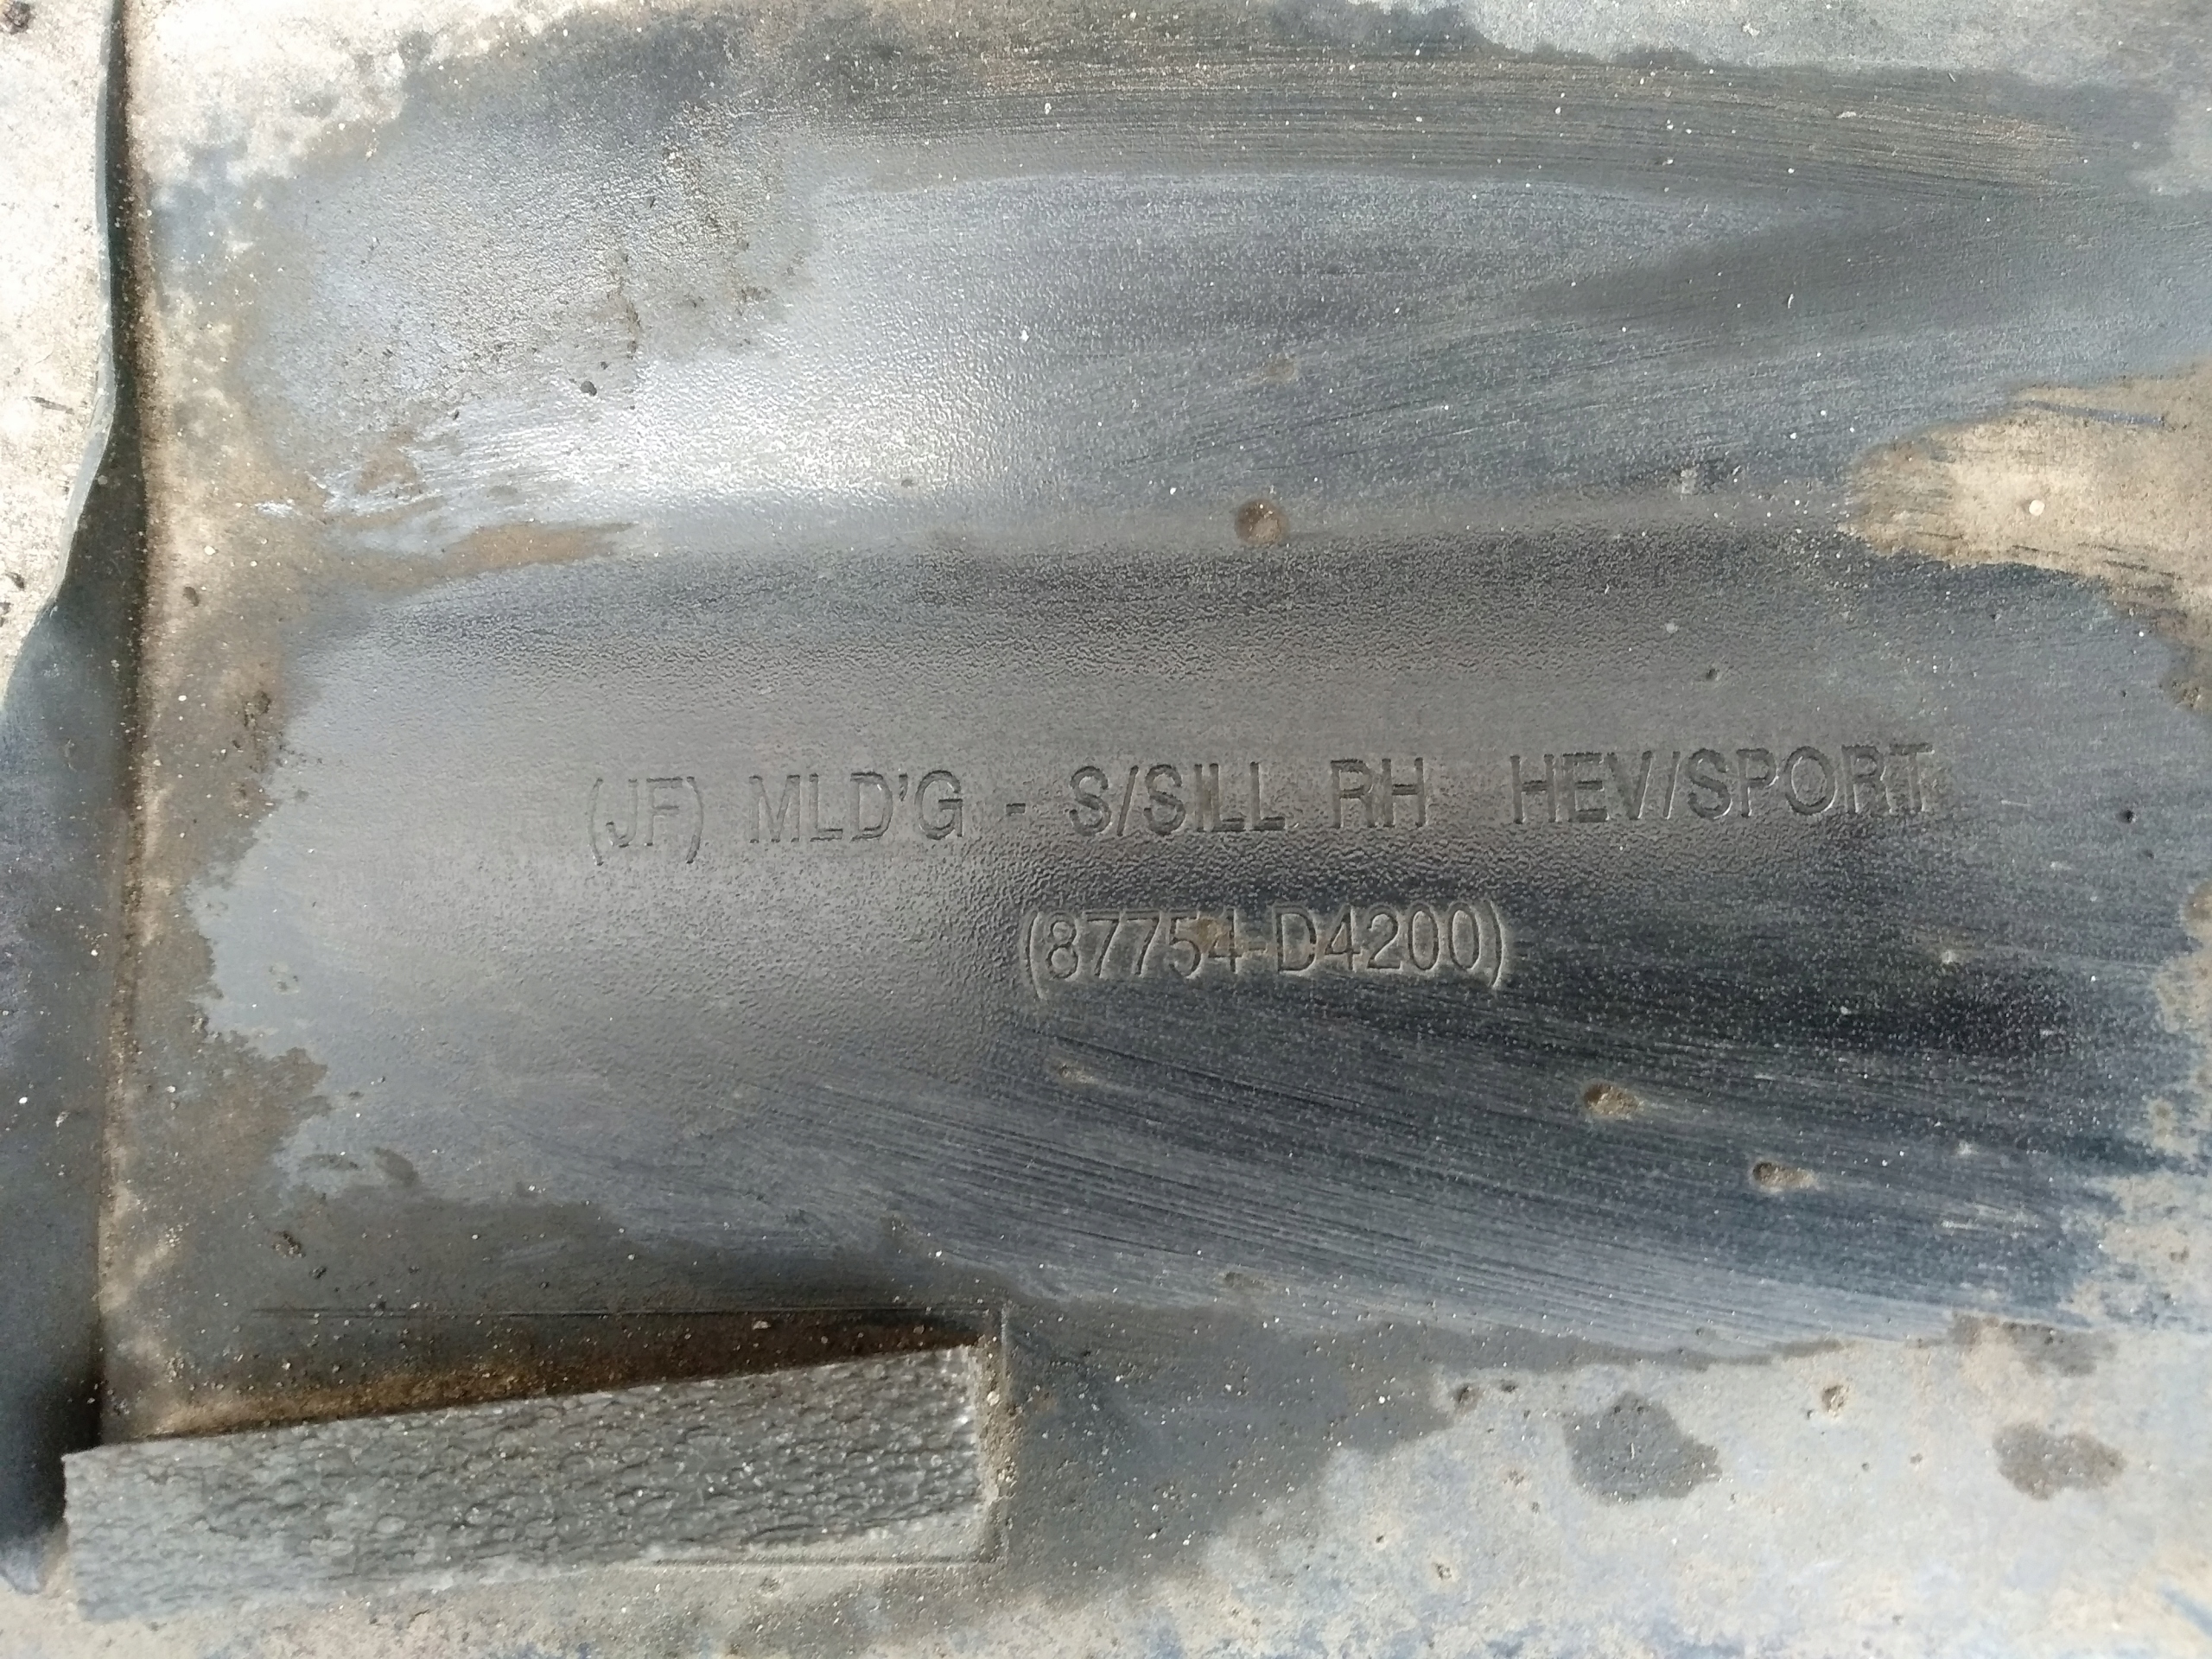 (JF) MLD'G - S/SILL RH HEV/SPORT
(87754-D4200)